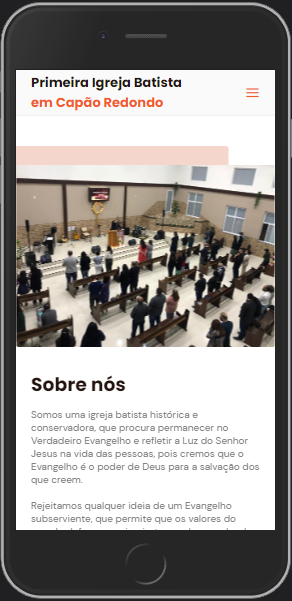 Primeira Igreja Batista
em Capão Redondo
Sobre nós
Somos uma igreja batista histórica e
conservadora, que procura permanecer no
Verdadeiro Evangelho e refletir a Luz do Senhor
Jesus na vida das pessoas, pois cremos que o
Evangelho é o poder de Deus para a salvação dos
que creem.
Rejeitamos qualquer ideia de um Evangelho
subserviente, que permite que os valores do